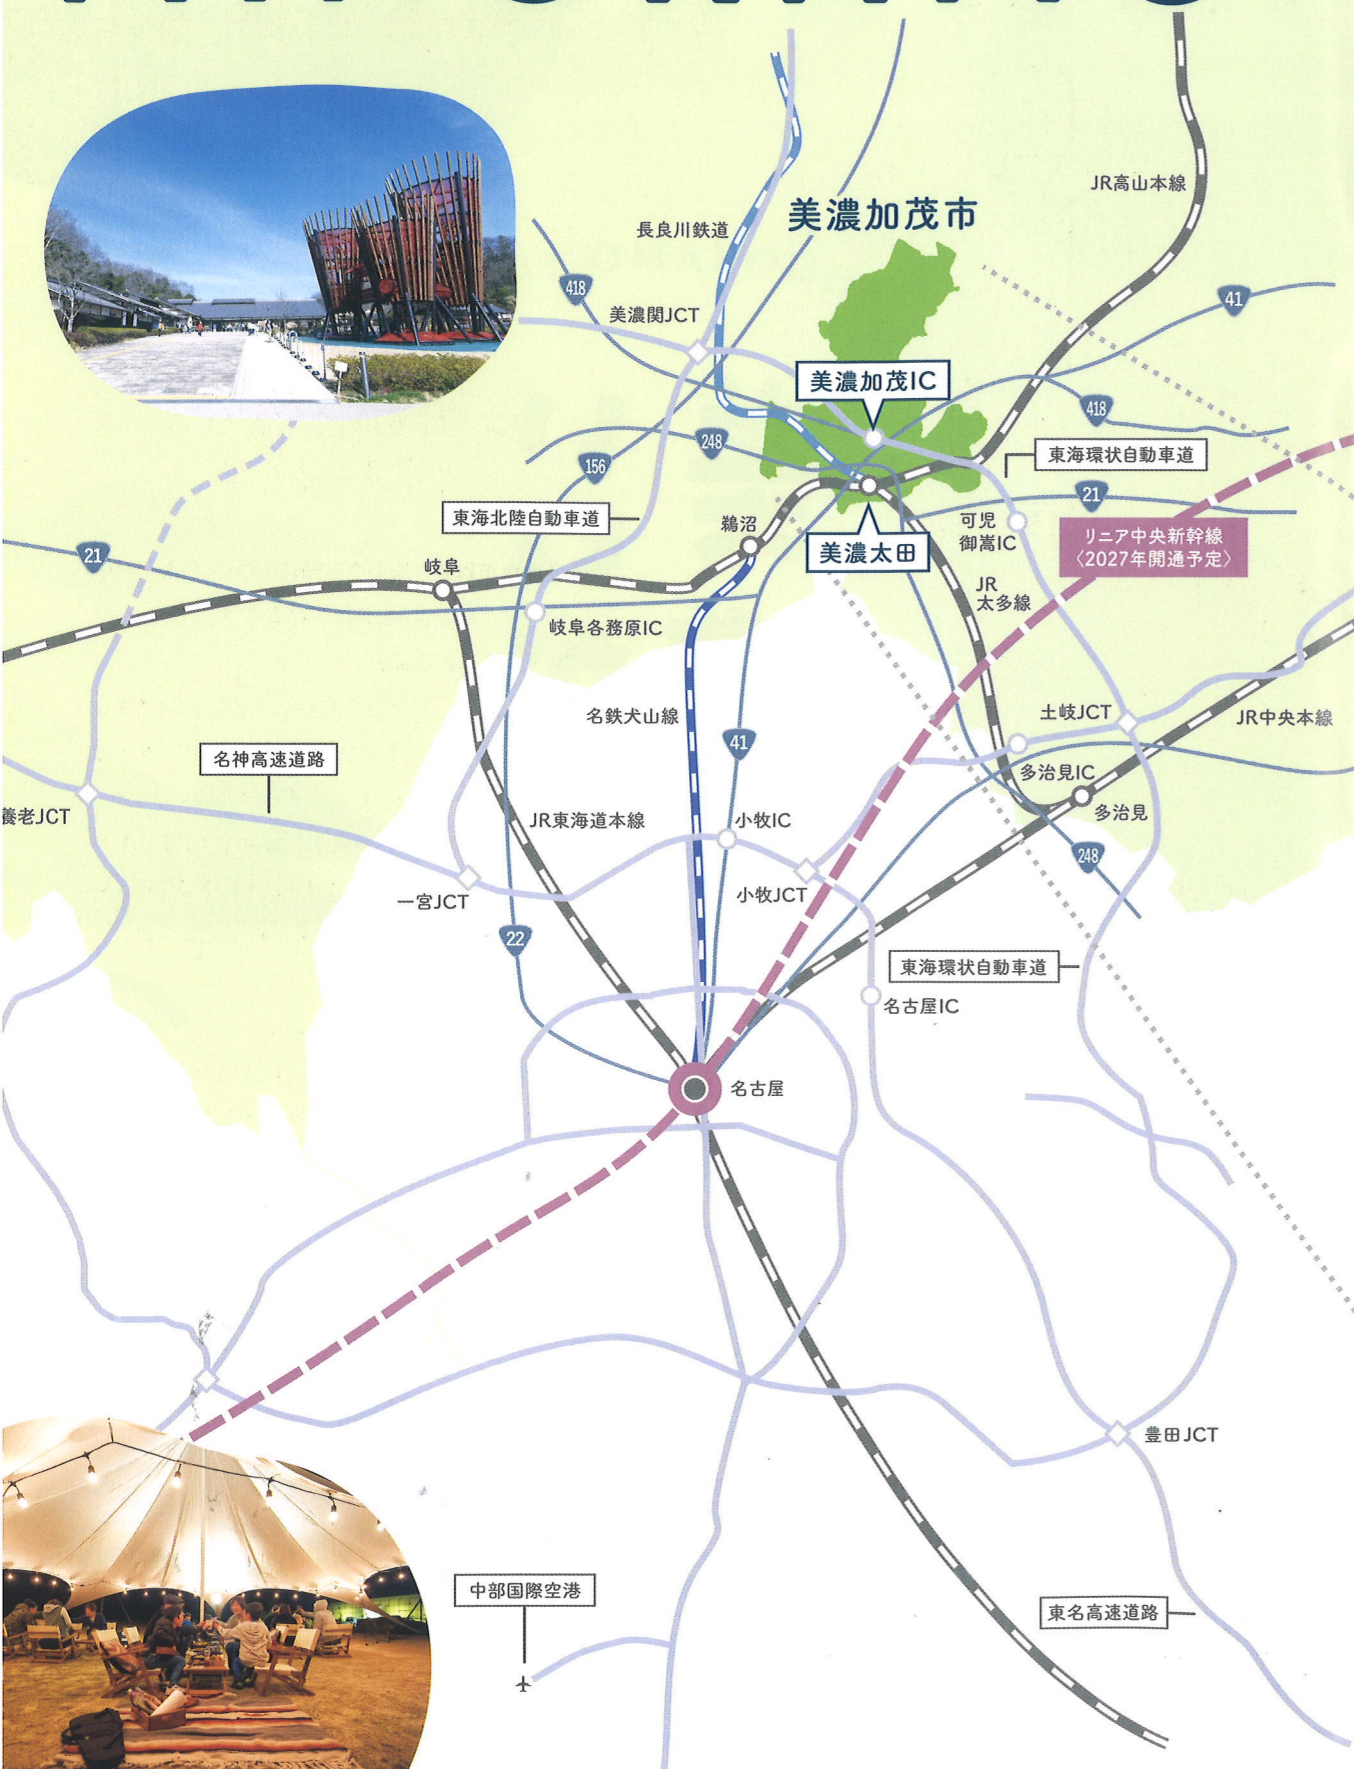 JR高山本線
美濃加茂市
長良川鉄道
418
41
美濃関JCT
美濃加茂IC
418
248
東海環状自動車道
156
21
東海北陸自動車道
鵜沼
可児
御嵩IC
リニア中央新幹線
〈2027年開通予定〉
美濃太田
21
岐阜
JR
太多線
岐阜各務原IC
名鉄犬山線
土岐JCT
JR中央本線
41
名神高速道路
多治見IC
養老JCT
JR東海道本線
小牧IC
多治見
248
一宮JCT
小牧JCT
22
東海環状自動車道
名古屋IC
名古屋
豊田JCT
中部国際空港
東名高速道路